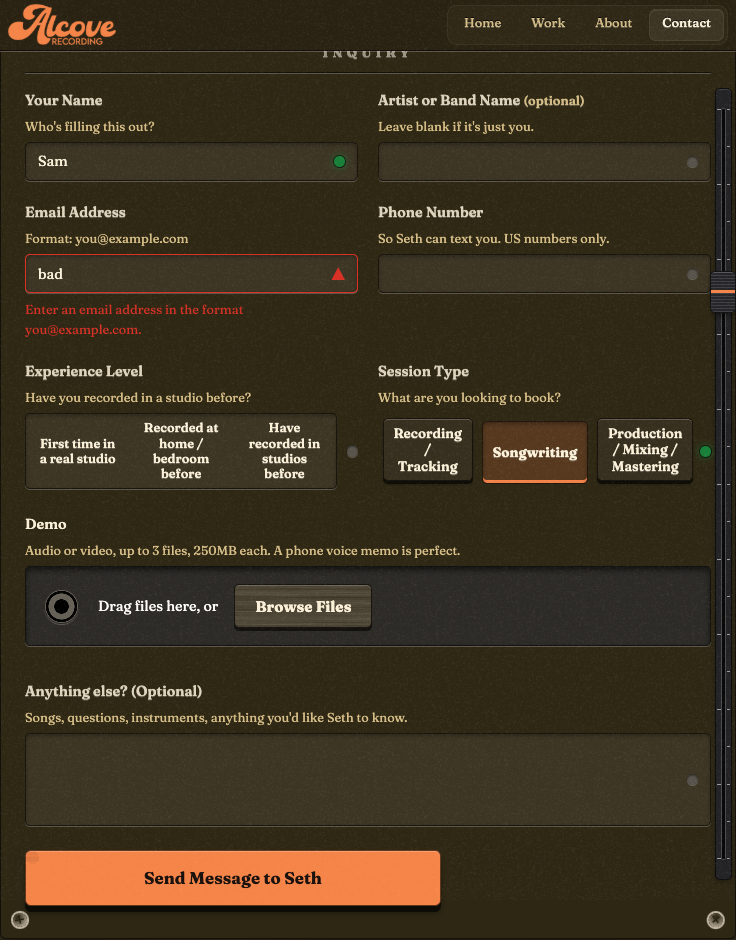 Alcove
RECORDING
Home
Work
About
Contact
INQUIRY
Your Name
Who's filling this out?
Sam
Artist or Band Name (optional)
Leave blank if it's just you.
Email Address
Format: you@example.com
bad
Enter an email address in the format
you@example.com.
Phone Number
So Seth can text you. US numbers only.
Experience Level
Have you recorded in a studio before?
First time in
a real studio
Recorded at
home /
bedroom
before
Have
recorded in
studios
before
Session Type
What are you looking to book?
Recording
/
Tracking
Songwriting
Production
/ Mixing /
Mastering
Demo
Audio or video, up to 3 files, 250MB each. A phone voice memo is perfect.
Drag files here, or
Browse Files
Anything else? (Optional)
Songs, questions, instruments, anything you'd like Seth to know.
Send Message to Seth